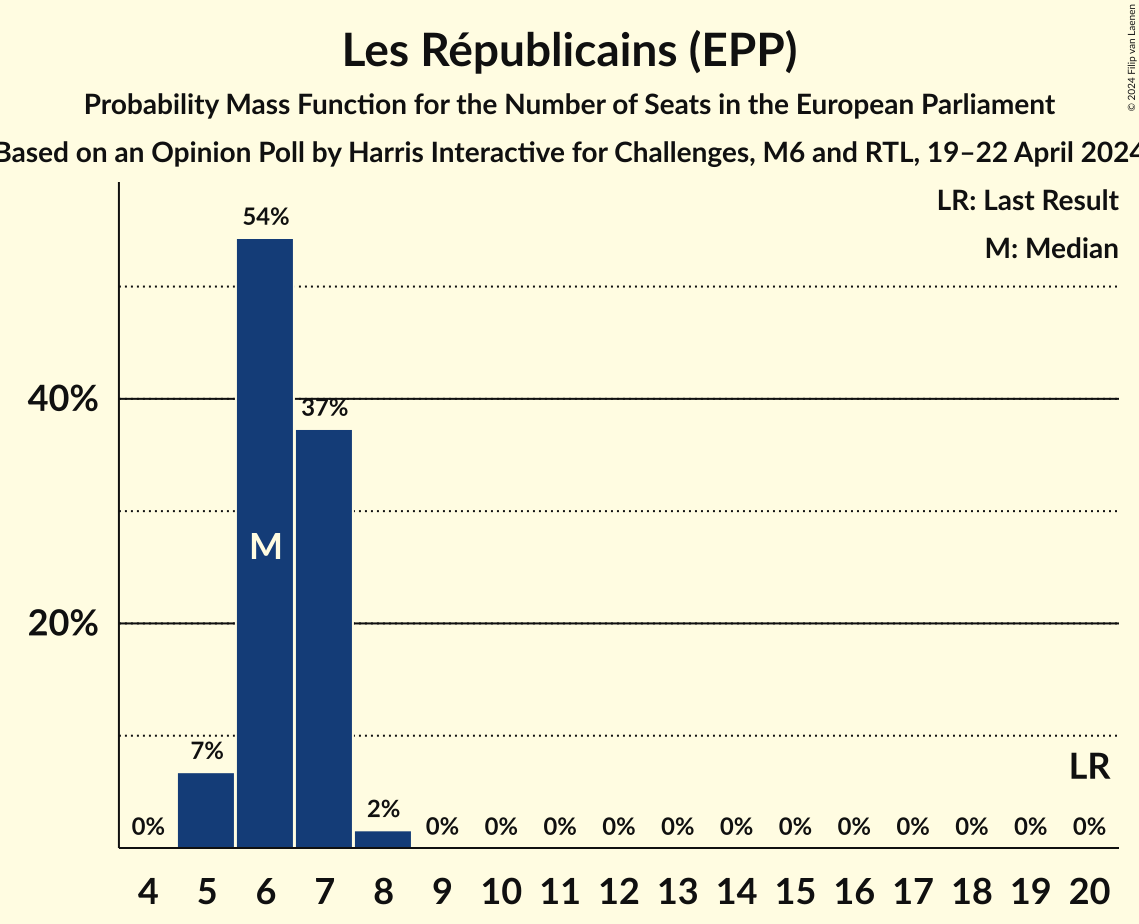 Les Républicains (EPP)
Probability Mass Function for the Number of Seats in the European Parliament
Based on an Opinion Poll by Harris Interactive for Challenges, M6 and RTL, 19–22 April 2024
© 2024 Filip van Laenen
LR: Last Result
M: Median
54%
40%
37%
M
20%
7%
LR
2%
0% 0% 0% 0% 0% 0% 0% 0% 0% 0% 0% 0% 0%
4 5 6 7 8 9 10 11 12 13 14 15 16 17 18 19 20